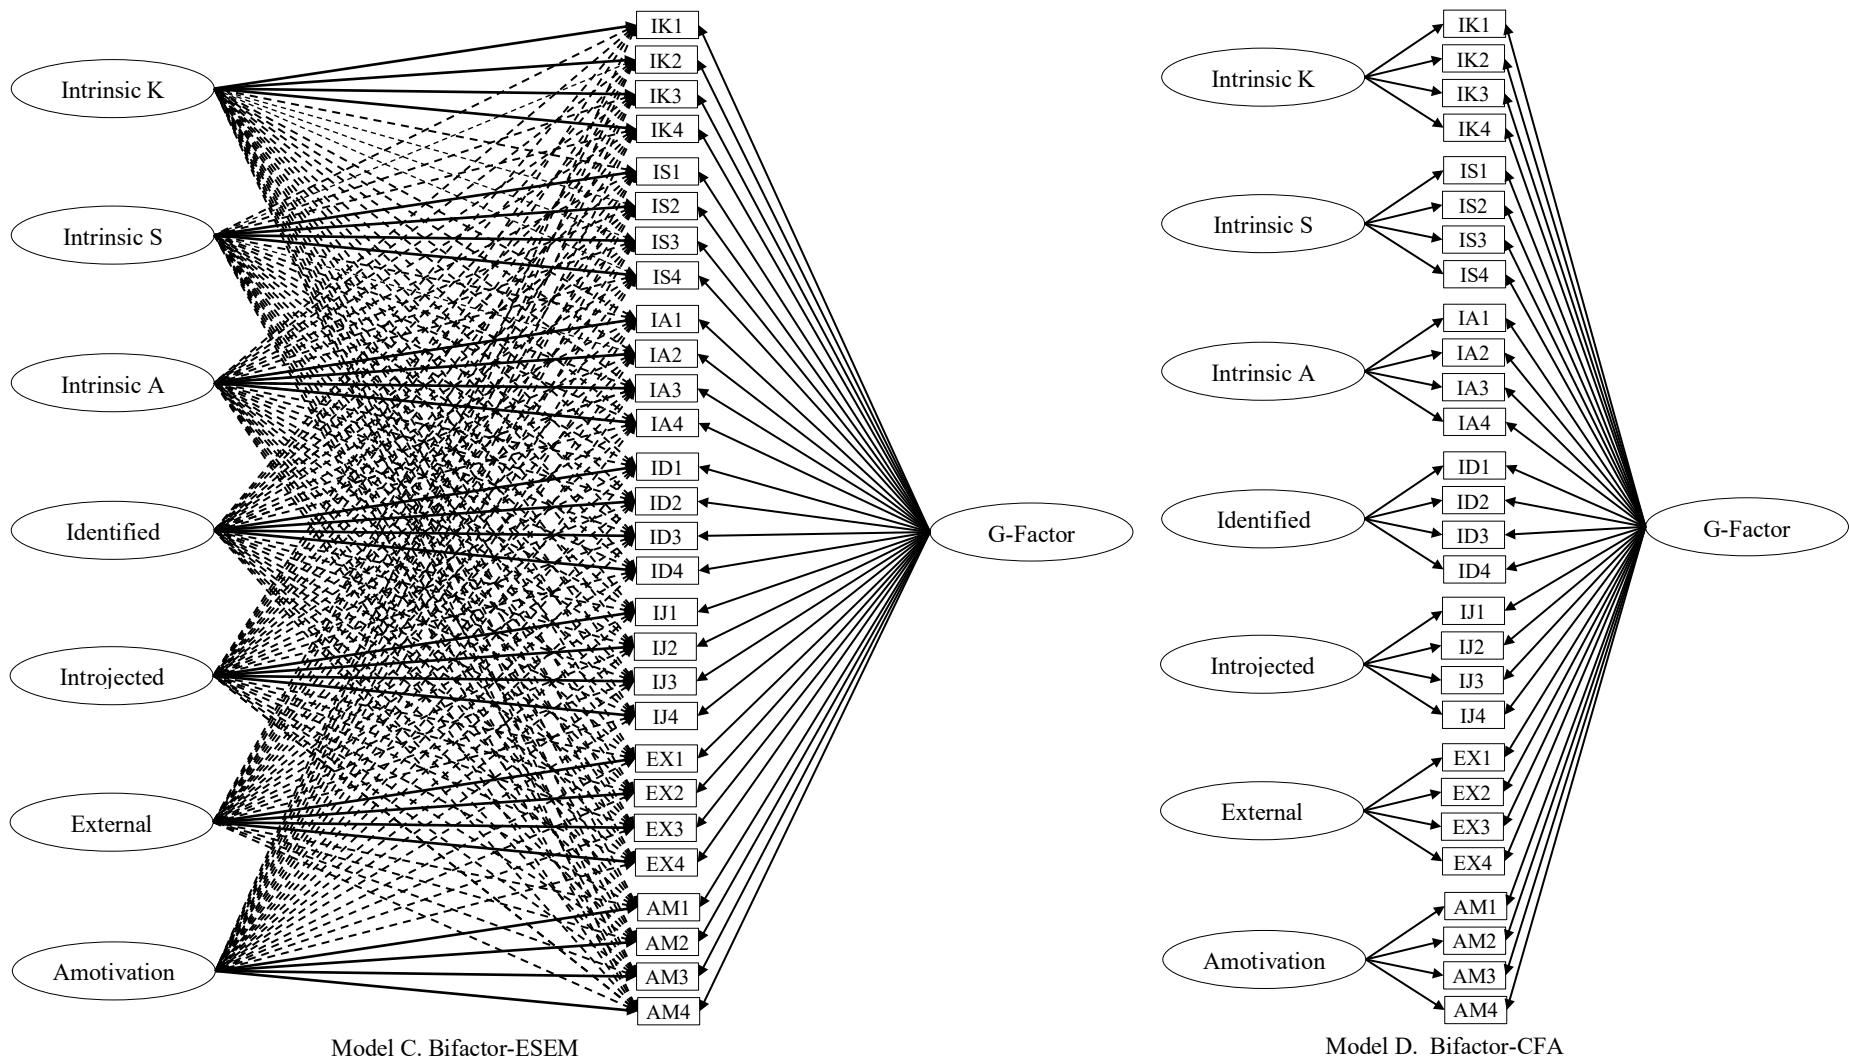 Intrinsic K
Intrinsic S
Intrinsic A
Identified
Introjected
External
Amotivation
IK1
IK2
IK3
IK4
IS1
IS2
IS3
IS4
IA1
IA2
IA3
IA4
ID1
ID2
ID3
ID4
IJ1
IJ2
IJ3
IJ4
EX1
EX2
EX3
EX4
AM1
AM2
AM3
AM4
G-Factor
Model C. Bifactor-ESEM
Intrinsic K
Intrinsic S
Intrinsic A
Identified
Introjected
External
Amotivation
IK1
IK2
IK3
IK4
IS1
IS2
IS3
IS4
IA1
IA2
IA3
IA4
ID1
ID2
ID3
ID4
IJ1
IJ2
IJ3
IJ4
EX1
EX2
EX3
EX4
AM1
AM2
AM3
AM4
G-Factor
Model D. Bifactor-CFA